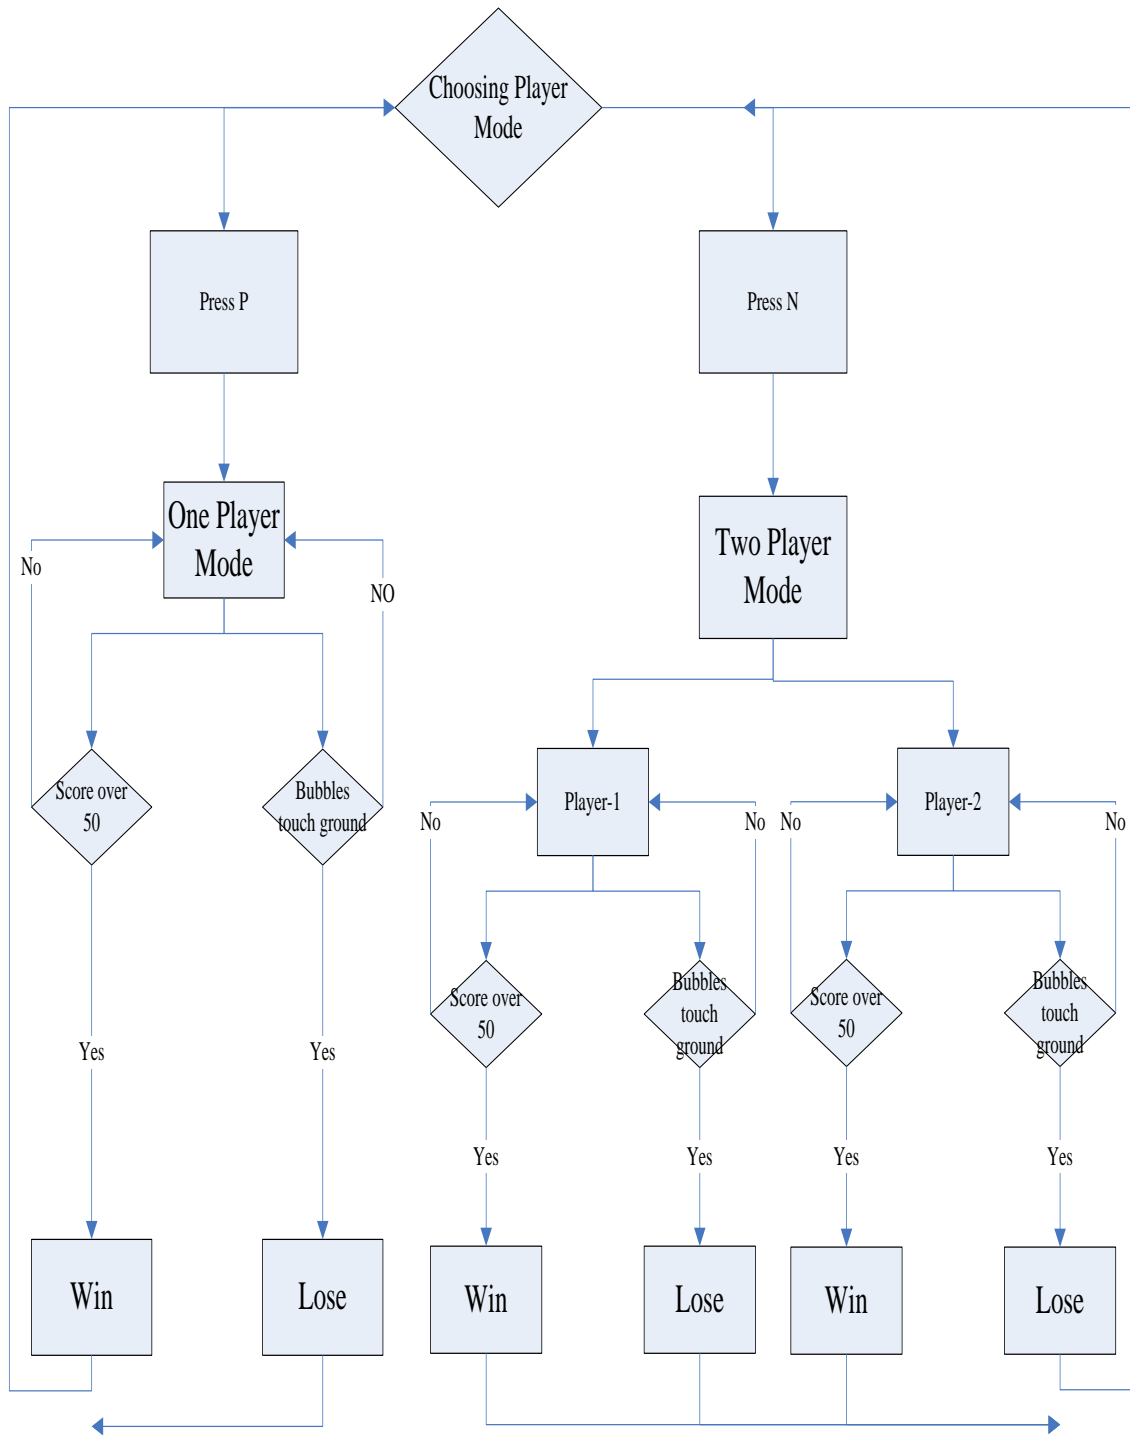 Choosing Player
Mode
Press P
Press N
One Player
Mode
Two Player
Mode
No
NO
Score over
50
Bubbles
touch ground
Player-1
Player-2
No
No
No
No
Score over
50
Bubbles
touch
ground
Score over
50
Bubbles
touch
ground
Yes
Yes
Yes
Yes
Yes
Yes
Win
Lose
Win
Lose
Win
Lose